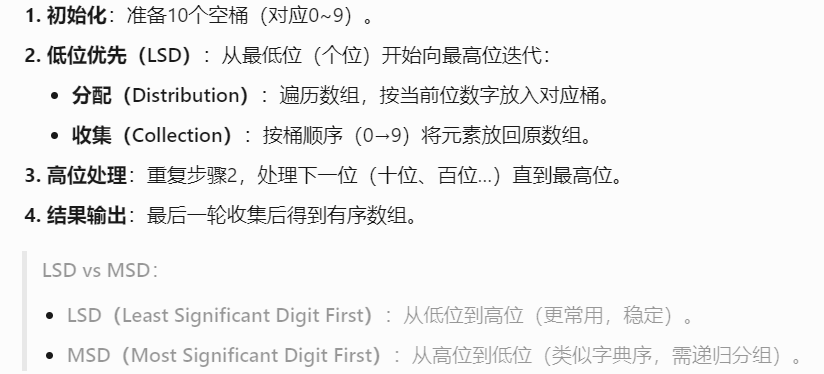 1. 初始化：准备10个空桶（对应0~9）。
2. 低位优先（LSD）：从最低位（个位）开始向最高位迭代：
• 分配（Distribution）：遍历数组，按当前位数字放入对应桶。
• 收集（Collection）：按桶顺序（0→9）将元素放回原数组。
3. 高位处理：重复步骤2，处理下一位（十位、百位...）直到最高位。
4. 结果输出：最后一轮收集后得到有序数组。
LSD vs MSD：
• LSD（Least Significant Digit First）：从低位到高位（更常用，稳定）。
• MSD（Most Significant Digit First）：从高位到低位（类似字典序，需递归分组）。